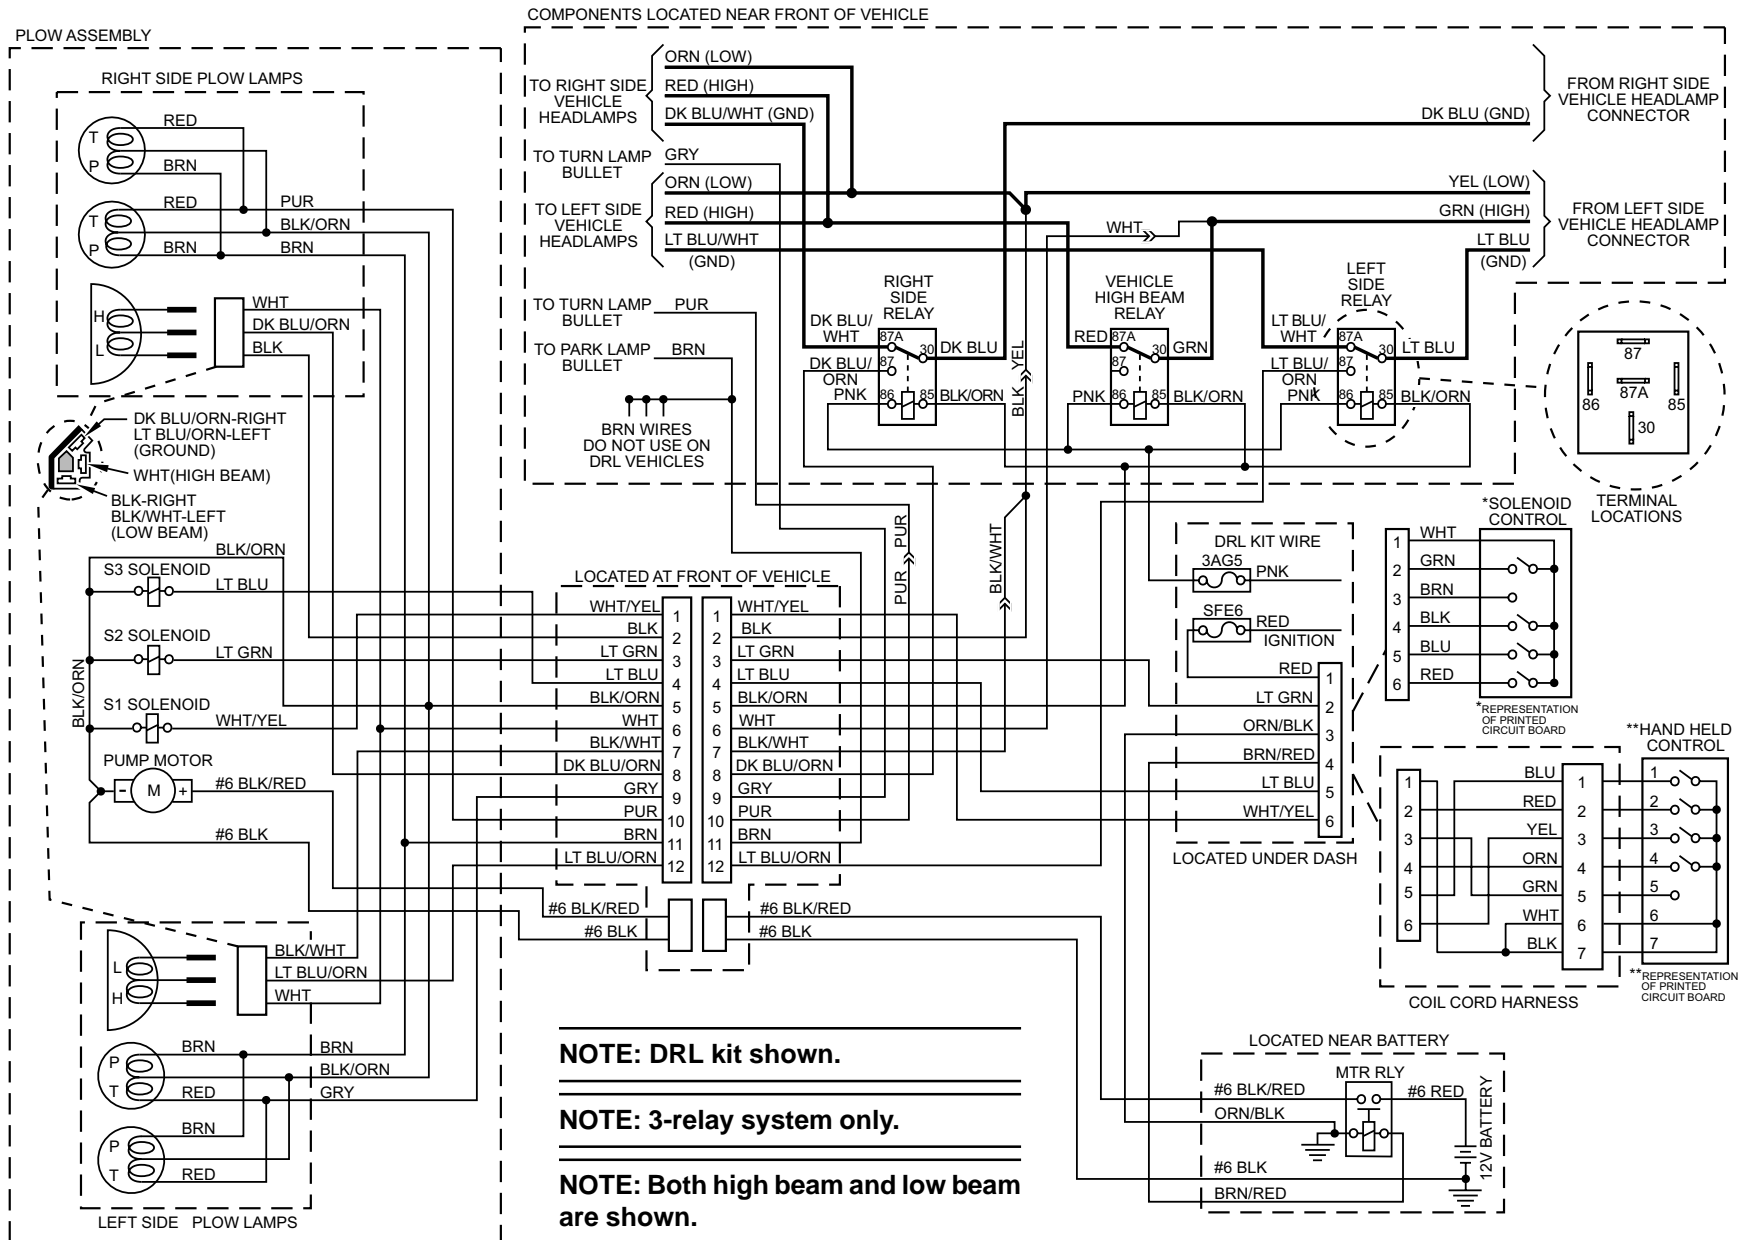 COMPONENTS LOCATED NEAR FRONT OF VEHICLE
PLOW ASSEMBLY
RIGHT SIDE PLOW LAMPS
T
P
RED
BRN
T
P
RED
BRN
PUR
BLK/ORN
BRN
H
L
WHT
DK BLU/ORN
BLK
DK BLU/ORN-RIGHT
LT BLU/ORN-LEFT
(GROUND)
WHT(HIGH BEAM)
BLK-RIGHT
BLK/WHT-LEFT
(LOW BEAM)
BLK/ORN
S3 SOLENOID
LT BLU
S2 SOLENOID
LT GRN
BLK/ORN
S1 SOLENOID
WHT/YEL
PUMP MOTOR
-
M
+
#6 BLK/RED
#6 BLK
L
H
BLK/WHT
LT BLU/ORN
WHT
P
T
BRN
RED
BRN
BLK/ORN
GRY
P
T
BRN
RED
LEFT SIDE PLOW LAMPS
TO RIGHT SIDE
VEHICLE
HEADLAMPS
ORN (LOW)
RED (HIGH)
DK BLU/WHT (GND)
TO TURN LAMP
BULLET
GRY
TO LEFT SIDE
VEHICLE
HEADLAMPS
ORN (LOW)
RED (HIGH)
LT BLU/WHT
(GND)
TO TURN LAMP
BULLET
PUR
TO PARK LAMP
BULLET
BRN
BRN WIRES
DO NOT USE ON
DRL VEHICLES
DK BLU (GND)
FROM RIGHT SIDE
VEHICLE HEADLAMP
CONNECTOR
YEL (LOW)
GRN (HIGH)
LT BLU
(GND)
FROM LEFT SIDE
VEHICLE HEADLAMP
CONNECTOR
WHT
RIGHT
SIDE
RELAY
DK BLU/
WHT
87A
30
DK BLU
DK BLU/
ORN
87
PNK
86
85
BLK/ORN
BLK
YEL
VEHICLE
HIGH BEAM
RELAY
RED
87A
30
GRN
87
PNK
86
85
BLK/ORN
LEFT
SIDE
RELAY
LT BLU/
WHT
87A
30
LT BLU
LT BLU/
ORN
87
PNK
86
85
BLK/ORN
87
87A
86
85
30
TERMINAL
LOCATIONS
LOCATED AT FRONT OF VEHICLE
WHT/YEL 1
BLK 2
LT GRN 3
LT BLU 4
BLK/ORN 5
WHT 6
BLK/WHT 7
DK BLU/ORN 8
GRY 9
PUR 10
BRN 11
LT BLU/ORN 12
1 WHT/YEL
2 BLK
3 LT GRN
4 LT BLU
5 BLK/ORN
6 WHT
7 BLK/WHT
8 DK BLU/ORN
9 GRY
10 PUR
11 BRN
12 LT BLU/ORN
PUR
PUR
BLK/WHT
#6 BLK/RED
#6 BLK
#6 BLK/RED
#6 BLK
DRL KIT WIRE
3AG5
PNK
SFE6
RED
IGNITION
RED 1
LT GRN 2
ORN/BLK 3
BRN/RED 4
LT BLU 5
WHT/YEL 6
LOCATED UNDER DASH
*SOLENOID
CONTROL
1 WHT
2 GRN
3 BRN
4 BLK
5 BLU
6 RED
*REPRESENTATION
OF PRINTED
CIRCUIT BOARD
**HAND HELD
CONTROL
1
2
3
4
5
6
BLU 1
RED 2
YEL 3
ORN 4
GRN 5
WHT 6
BLK 7
1
2
3
4
5
6
7
**REPRESENTATION
OF PRINTED
CIRCUIT BOARD
COIL CORD HARNESS
LOCATED NEAR BATTERY
MTR RLY
#6 BLK/RED
#6 RED
ORN/BLK
12V BATTERY
#6 BLK
BRN/RED
NOTE: DRL kit shown.
NOTE: 3-relay system only.
NOTE: Both high beam and low beam
are shown.